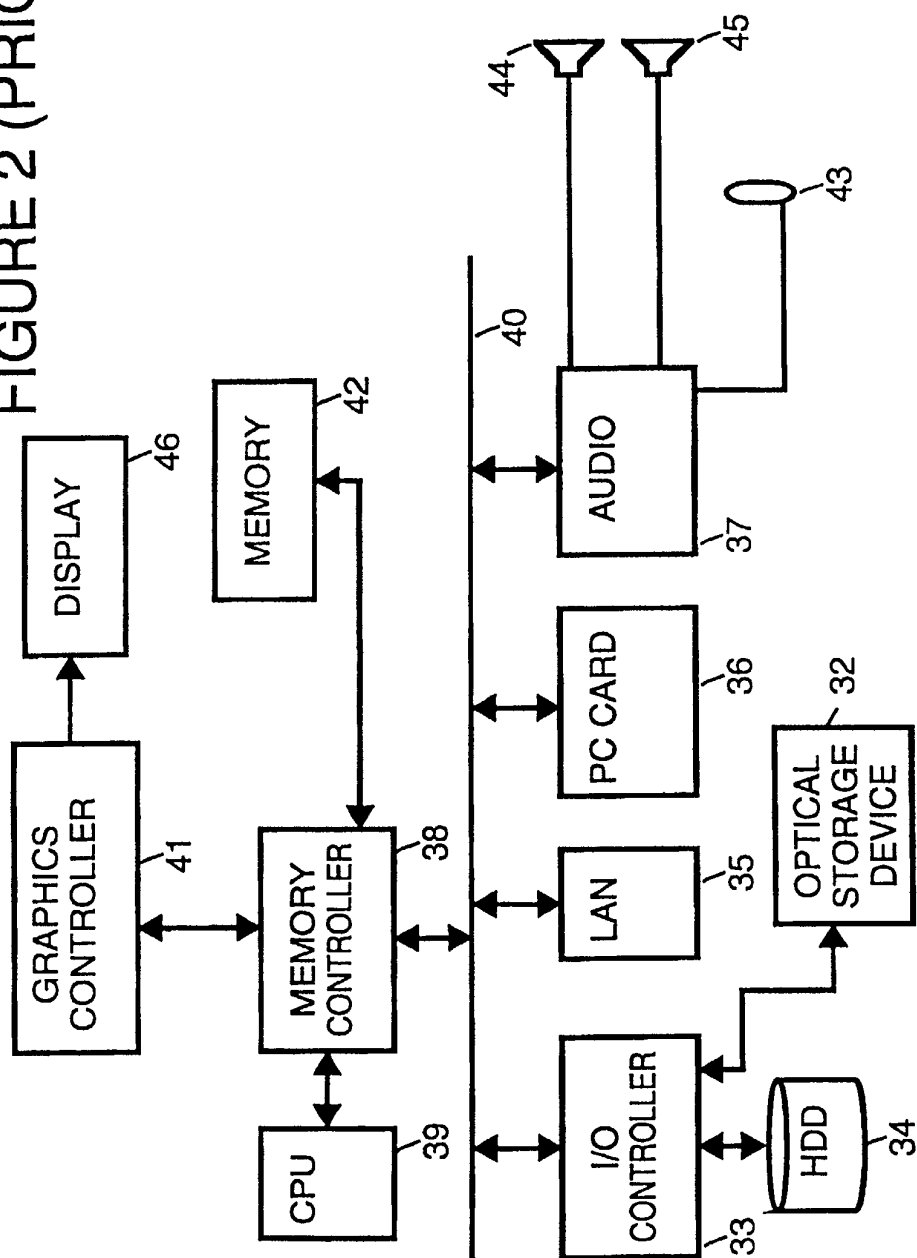 FIGURE 2 (PRIO
GRAPHICS
CONTROLLER
41
DISPLAY
46
CPU
39
MEMORY
CONTROLLER
38
MEMORY
42
40
I/O
CONTROLLER
33
LAN
35
PC CARD
36
AUDIO
37
44
45
43
HDD
34
OPTICAL
STORAGE
DEVICE
32